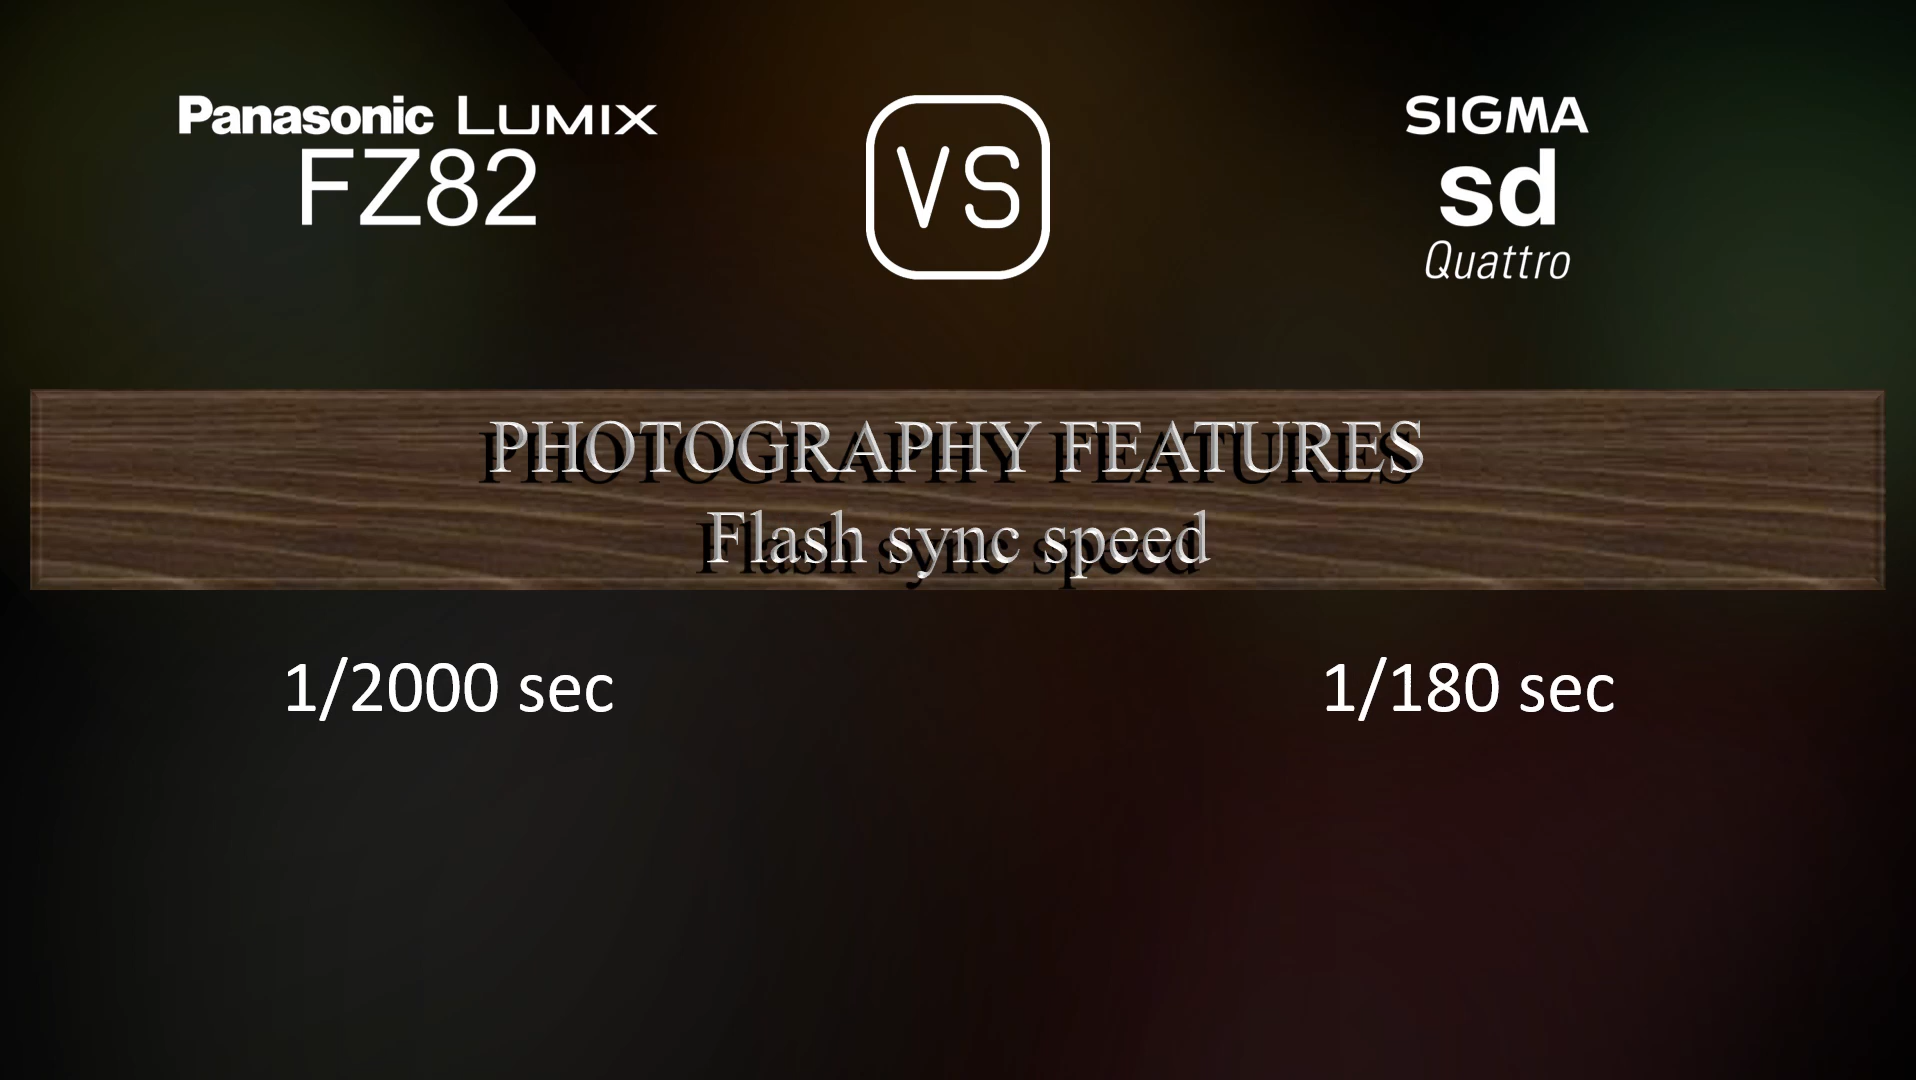 Panasonic LUMIX
FZ82
VS
SIGMA
sd
Quattro
PHOTOGRAPHY FEATURES
Flash sync speed
1/2000 sec
1/180 sec